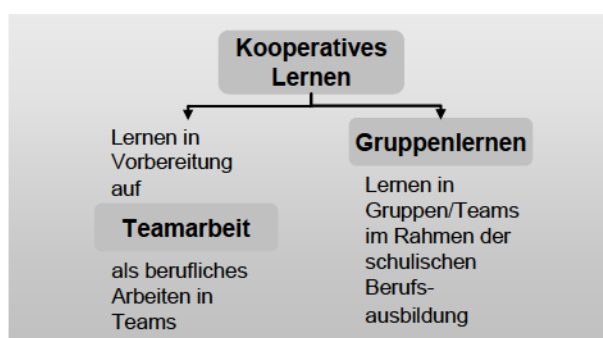 Kooperatives
Lernen
Lernen in
Vorbereitung
auf
Teamarbeit
als berufliches
Arbeiten in
Teams
Gruppenlernen
Lernen in
Gruppen/Teams
im Rahmen der
schulischen
Berufs-
ausbildung